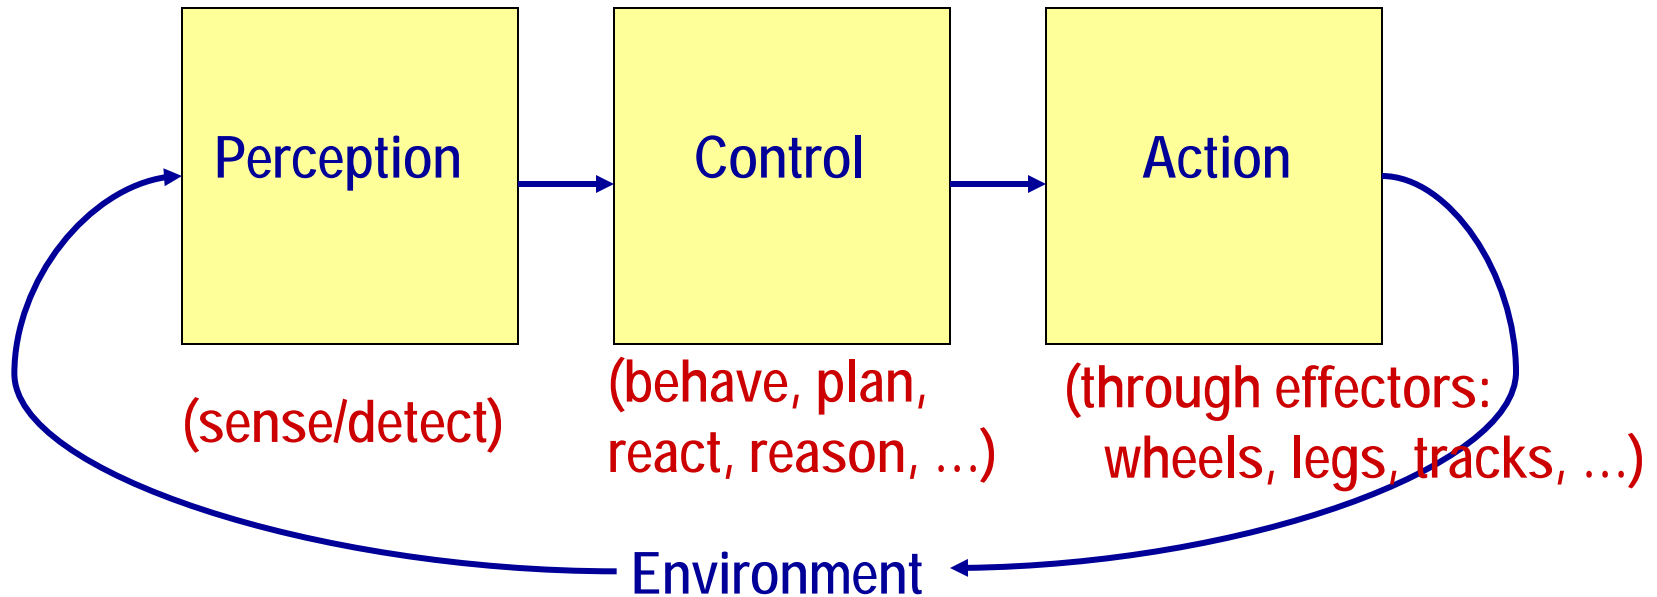 Perception
Control
Action
(sense/detect)
(behave, plan,
react, reason, …)
(through effectors:
wheels, legs, tracks, …)
Environment